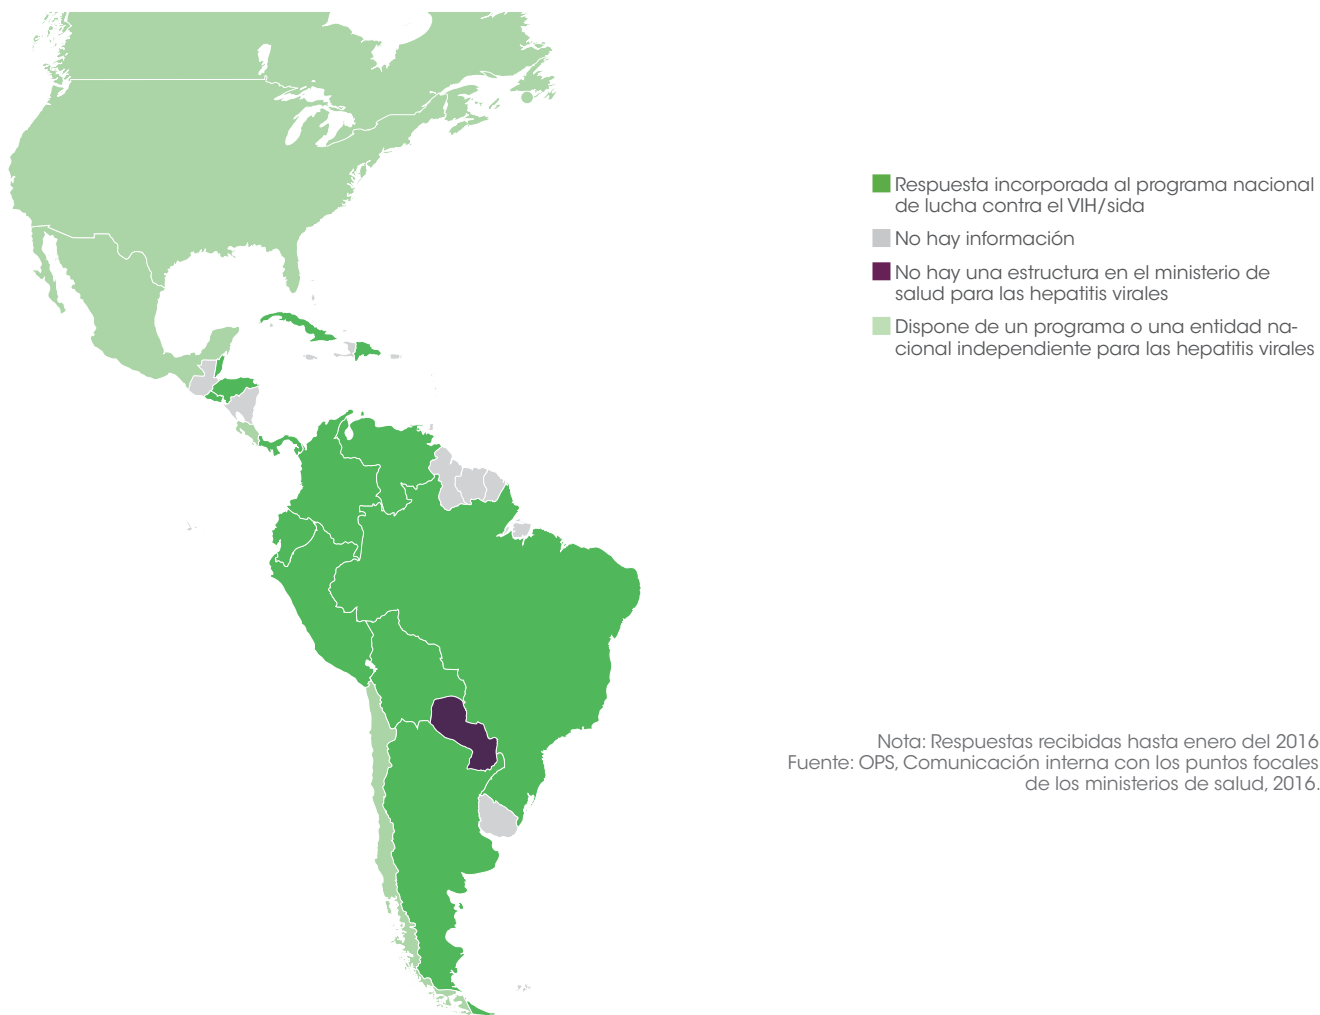 Respuesta incorporada al programa nacional
de lucha contra el VIH/sida
No hay información
No hay una estructura en el ministerio de
salud para las hepatitis virales
Dispone de un programa o una entidad na-
cional independiente para las hepatitis virales
Nota: Respuestas recibidas hasta enero del 2016
Fuente: OPS, Comunicación interna con los puntos focales
de los ministerios de salud, 2016.